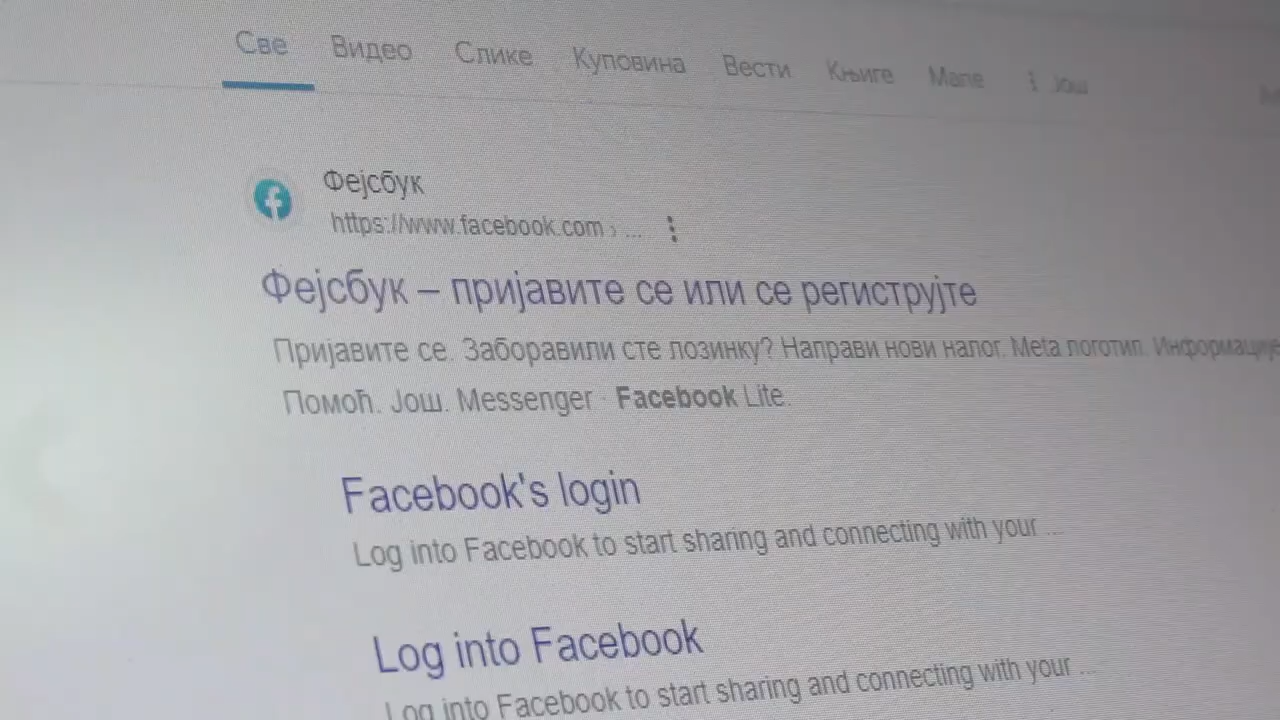 Све Видео Слике Куповина Вести Књиге Мапе ⋮ Још
Фејсбук
https://www.facebook.com › ... ⋮
Фејсбук – пријавите се или се региструјте
Пријавите се. Заборавили сте лозинку? Направи нови налог. Meta логотип. Информације
Помоћ. Још. Messenger · Facebook Lite.
Facebook's login
Log into Facebook to start sharing and connecting with your ...
Log into Facebook
Log into Facebook to start sharing and connecting with your ...